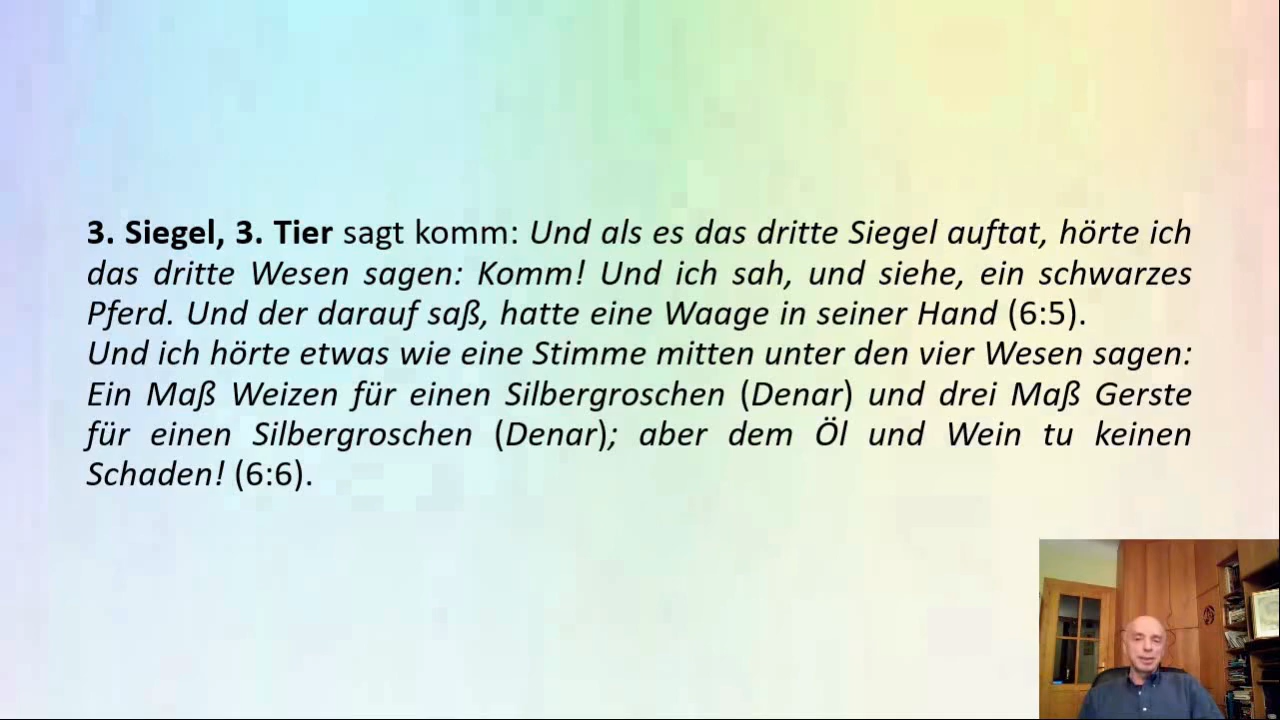 3. Siegel, 3. Tier sagt komm: Und als es das dritte Siegel auftat, hörte ich
das dritte Wesen sagen: Komm! Und ich sah, und siehe, ein schwarzes
Pferd. Und der darauf saß, hatte eine Waage in seiner Hand (6:5).
Und ich hörte etwas wie eine Stimme mitten unter den vier Wesen sagen:
Ein Maß Weizen für einen Silbergroschen (Denar) und drei Maß Gerste
für einen Silbergroschen (Denar); aber dem Öl und Wein tu keinen
Schaden! (6:6).